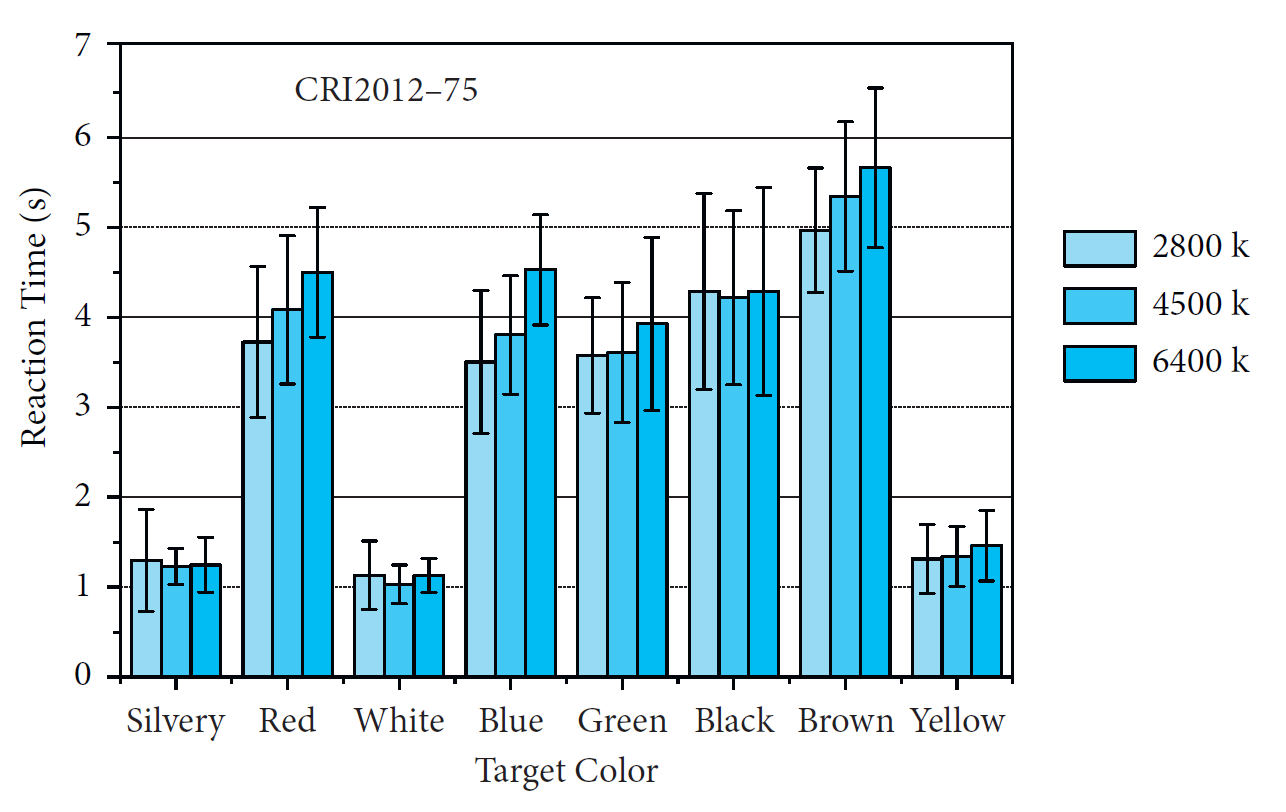 CRI2012–75
Reaction Time (s)
7
6
5
4
3
2
1
0
Silvery Red White Blue Green Black Brown Yellow
Target Color
2800 k
4500 k
6400 k